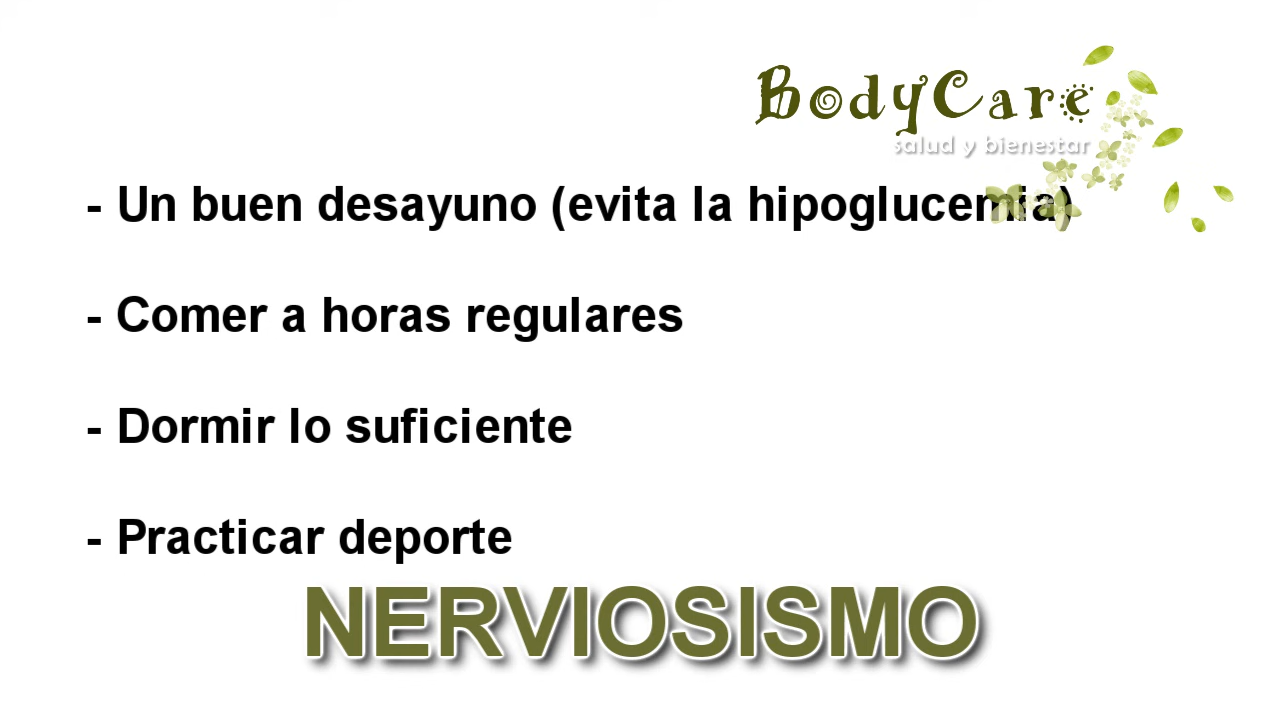 BodyCare
salud y bienestar
- Un buen desayuno (evita la hipoglucemia)
- Comer a horas regulares
- Dormir lo suficiente
- Practicar deporte
NERVIOSISMO